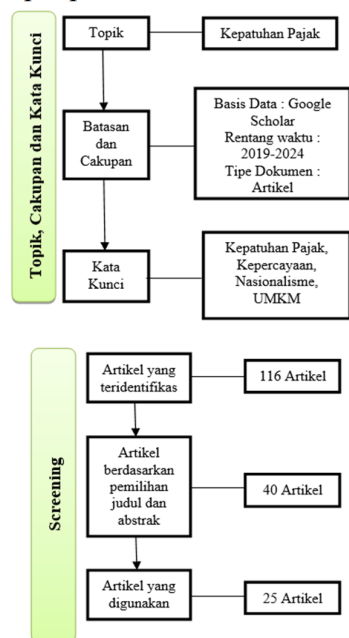 Topik, Cakupan dan Kata Kunci
Topik
Kepatuhan Pajak
Batasan
dan
Cakupan
Basis Data : Google
Scholar
Rentang waktu :
2019-2024
Tipe Dokumen :
Artikel
Kata
Kunci
Kepatuhan Pajak,
Kepercayaan,
Nasionalisme,
UMKM
Screening
Artikel yang
teridentifikas
116 Artikel
Artikel
berdasarkan
pemilihan
judul dan
abstrak
40 Artikel
Artikel yang
digunakan
25 Artikel